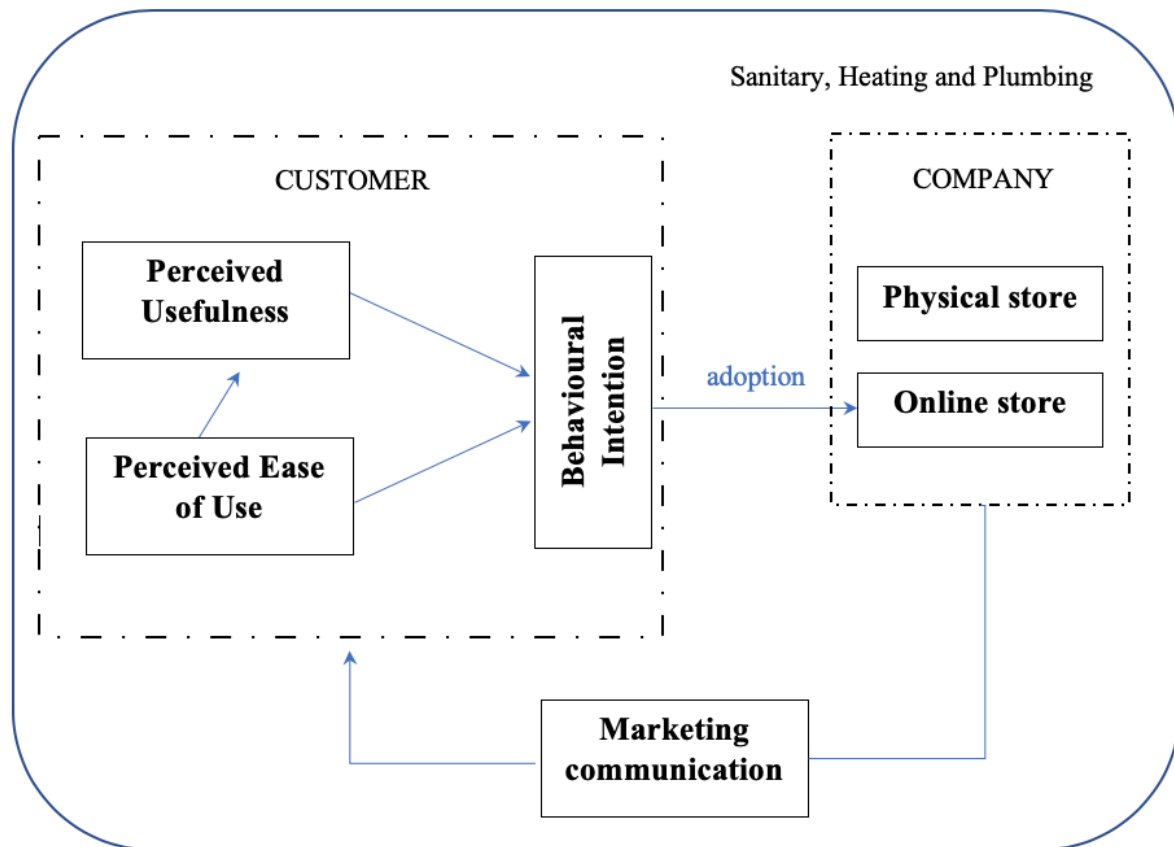 Sanitary, Heating and Plumbing
CUSTOMER
COMPANY
Perceived
Usefulness
Perceived Ease
of Use
Behavioural
Intention
adoption
Physical store
Online store
Marketing
communication